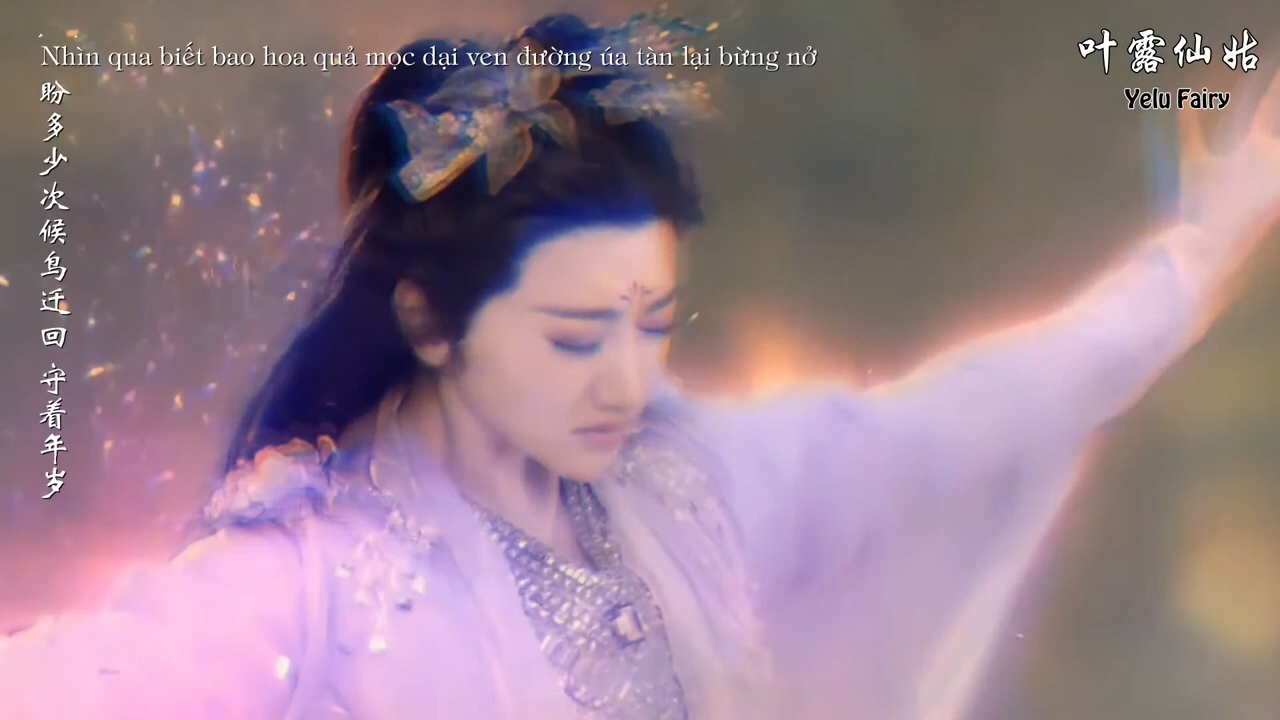 Nhìn qua biết bao hoa quả mọc dại ven đường úa tàn lại bừng nở
盼多少次候鸟迁回 守着年岁
叶露仙姑
Yelu Fairy